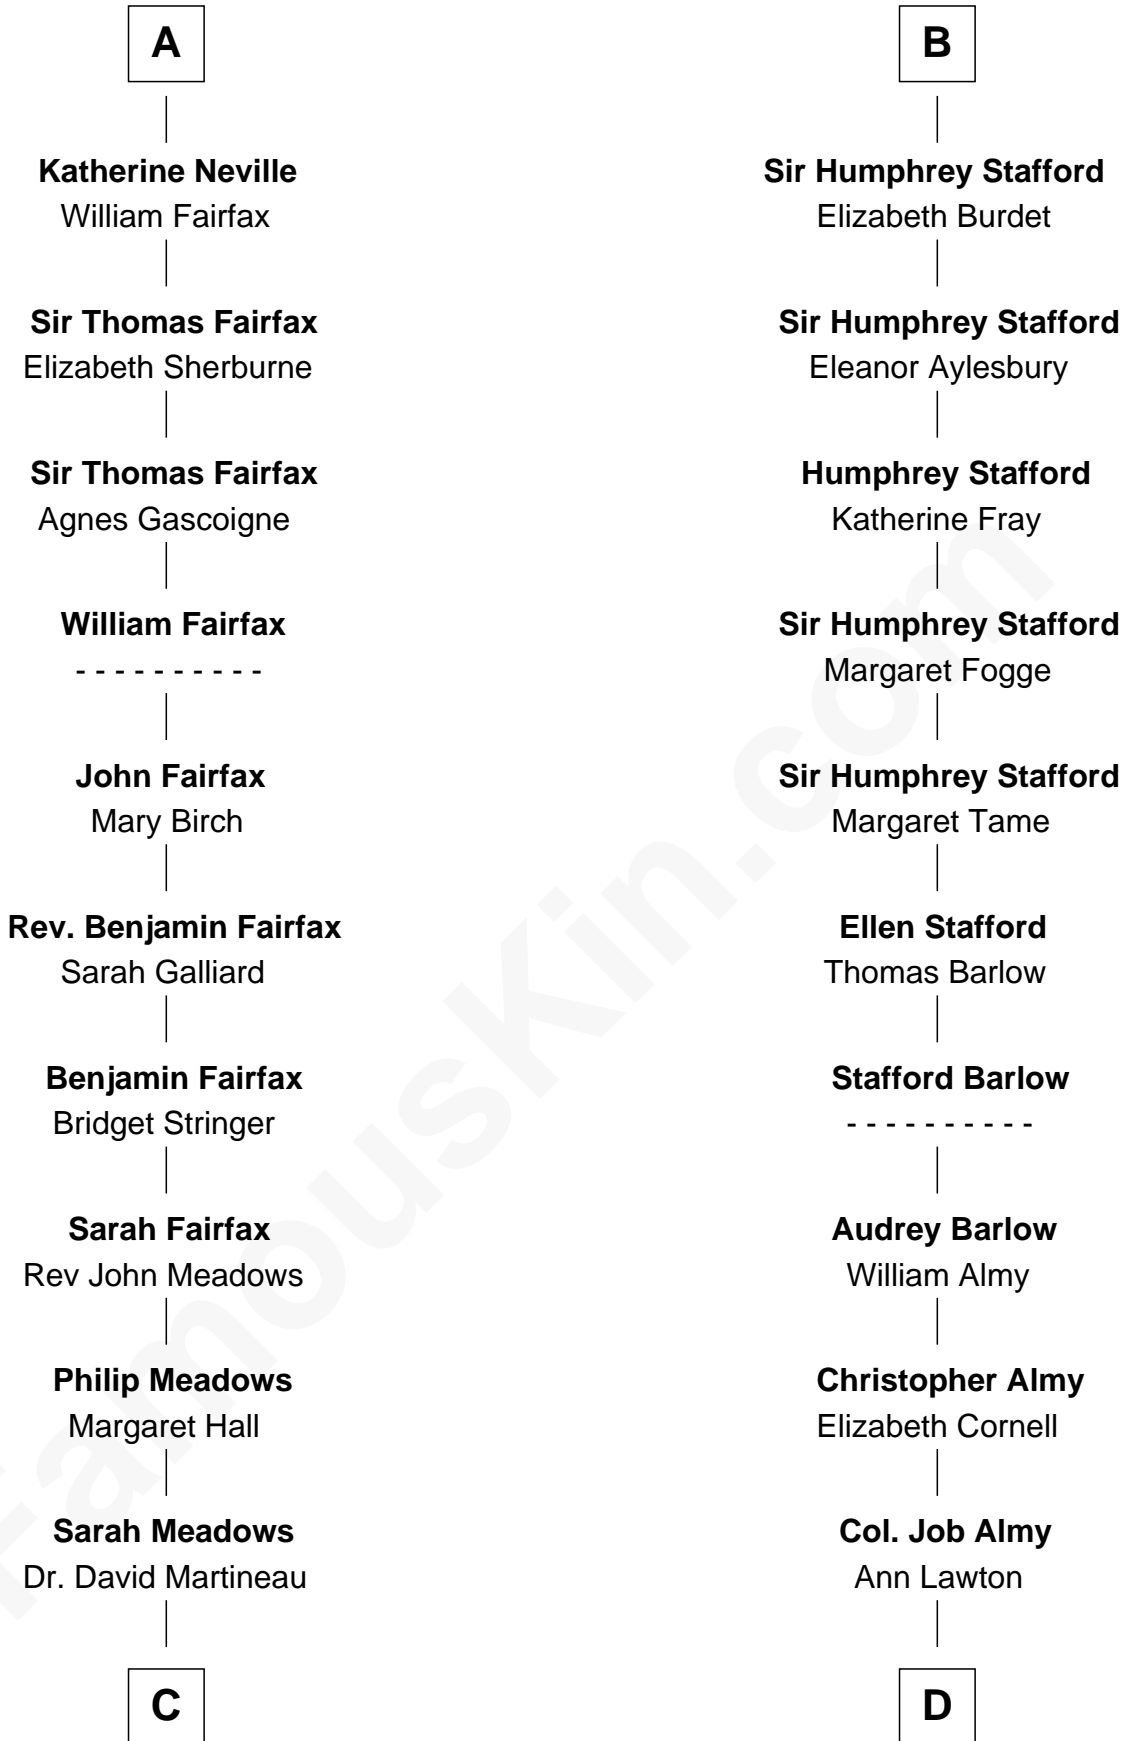 A
Katherine Neville
William Fairfax
Sir Thomas Fairfax
Elizabeth Sherburne
Sir Thomas Fairfax
Agnes Gascoigne
William Fairfax
- - - - - - - - - -
John Fairfax
Mary Birch
Rev. Benjamin Fairfax
Sarah Galliard
Benjamin Fairfax
Bridget Stringer
Sarah Fairfax
Rev John Meadows
Philip Meadows
Margaret Hall
Sarah Meadows
Dr. David Martineau
C
B
Sir Humphrey Stafford
Elizabeth Burdet
Sir Humphrey Stafford
Eleanor Aylesbury
Humphrey Stafford
Katherine Fray
Sir Humphrey Stafford
Margaret Fogge
Sir Humphrey Stafford
Margaret Tame
Ellen Stafford
Thomas Barlow
Stafford Barlow
- - - - - - - - - -
Audrey Barlow
William Almy
Christopher Almy
Elizabeth Cornell
Col. Job Almy
Ann Lawton
D
FamousKin.com